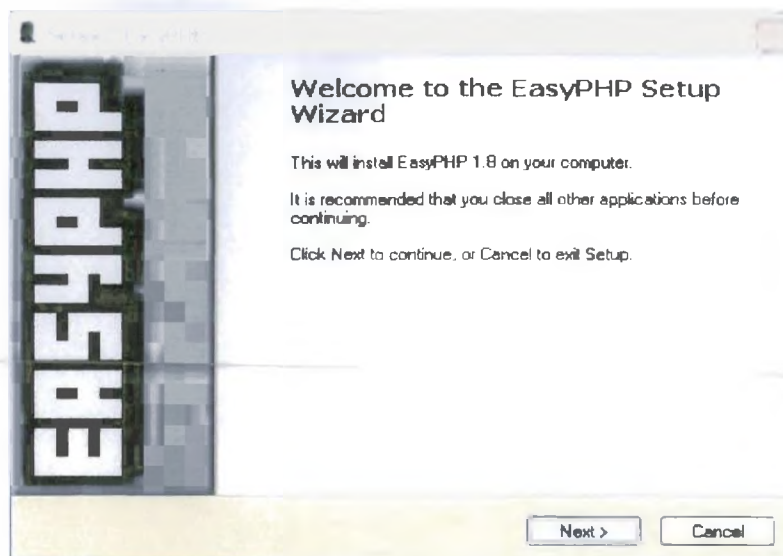 EASYPHP
Welcome to the EasyPHP Setup
Wizard
This will install EasyPHP 1.8 on your computer.
It is recommended that you close all other applications before
continuing.
Click Next to continue, or Cancel to exit Setup.
Next >
Cancel